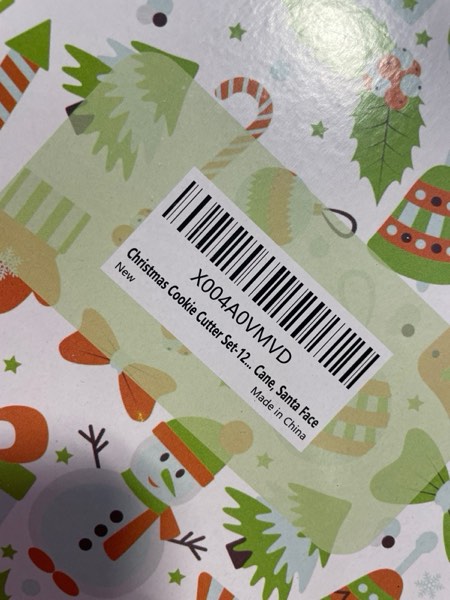 X004A0VMVD
Christmas Cookie Cutter Set-12... Cane, Santa Face
New
Made in China